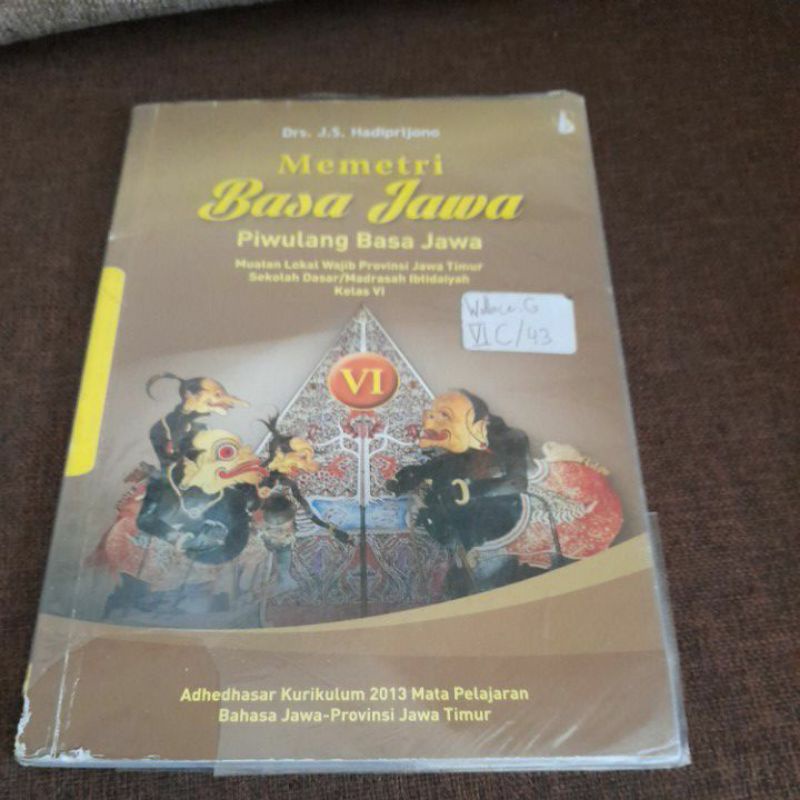 Drs. J.S. Hadiprijono
Memetri
Basa Jawa
Piwulang Basa Jawa
Muatan Lokal Wajib Provinsi Jawa Timur
Sekolah Dasar/Madrasah Ibtidaiyah
Kelas VI
Wallace. G
VI C/43
VI
Adhedhasar Kurikulum 2013 Mata Pelajaran
Bahasa Jawa-Provinsi Jawa Timur